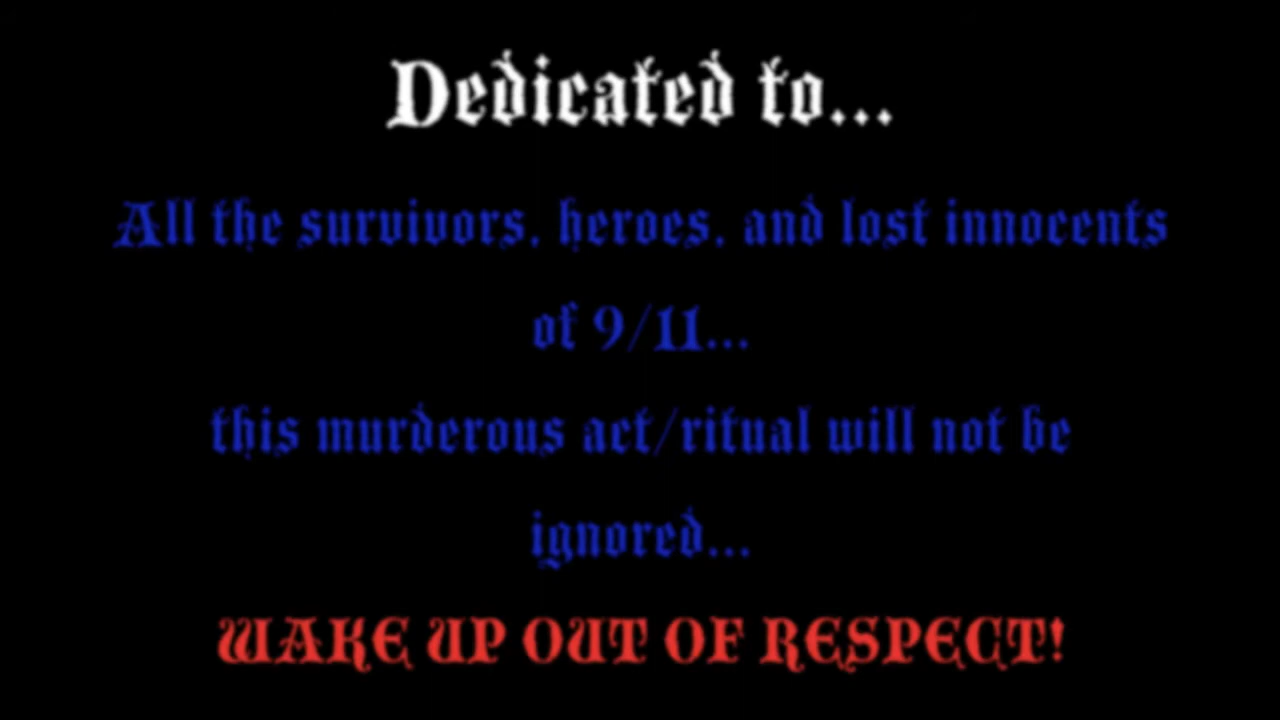 Dedicated to...
All the survivors, heroes, and lost innocents
of 9/11...
this murderous act/ritual will not be
ignored...
WAKE UP OUT OF RESPECT!